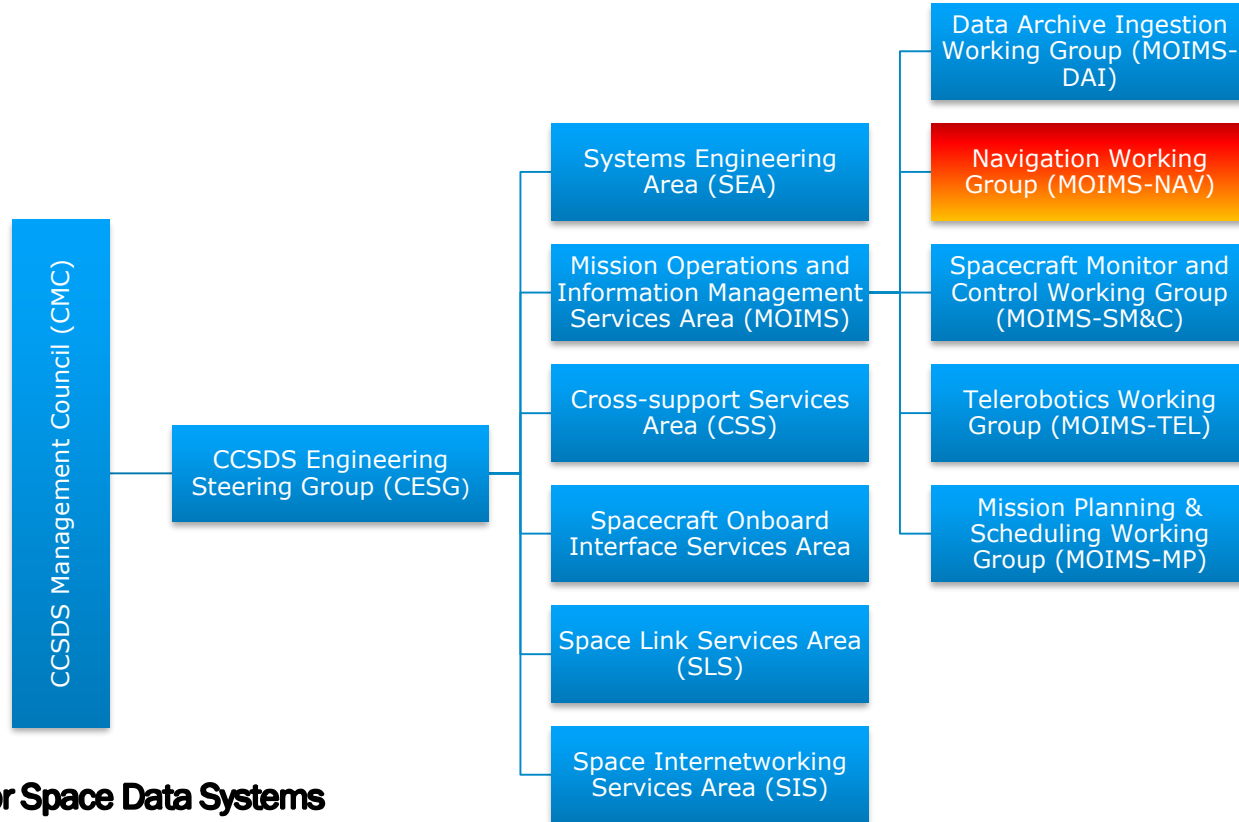 CCSDS Management Council (CMC)
CCSDS Engineering
Steering Group (CESG)
Systems Engineering
Area (SEA)
Mission Operations and
Information Management
Services Area (MOIMS)
Cross-support Services
Area (CSS)
Spacecraft Onboard
Interface Services Area
Space Link Services Area
(SLS)
Space Internetworking
Services Area (SIS)
Data Archive Ingestion
Working Group (MOIMS-
DAI)
Navigation Working
Group (MOIMS-NAV)
Spacecraft Monitor and
Control Working Group
(MOIMS-SM&C)
Telerobotics Working
Group (MOIMS-TEL)
Mission Planning &
Scheduling Working
Group (MOIMS-MP)
r Space Data Systems